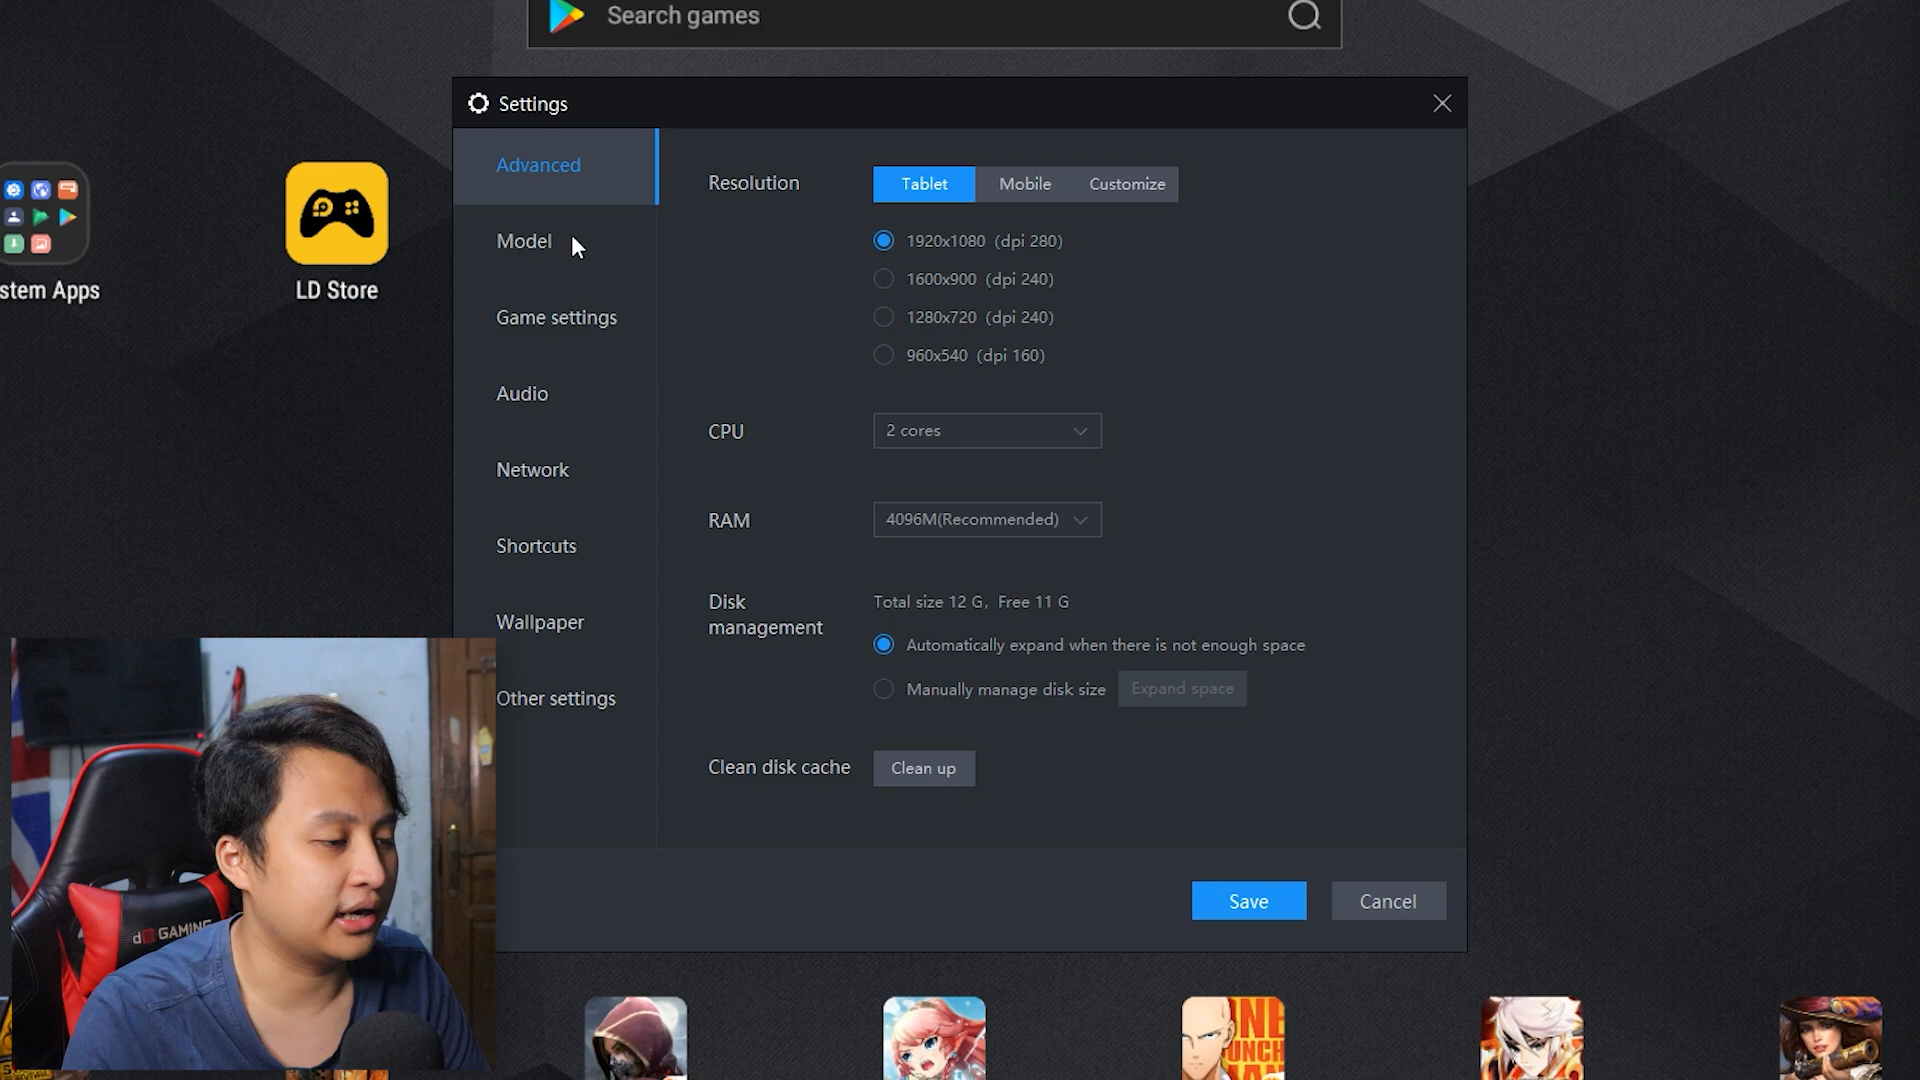 Search games
Settings
Advanced
Model
Game settings
Audio
Network
Shortcuts
Wallpaper
Other settings
Resolution
Tablet
Mobile
Customize
1920x1080 (dpi 280)
1600x900 (dpi 240)
1280x720 (dpi 240)
960x540 (dpi 160)
CPU
2 cores
RAM
4096M(Recommended)
Disk
management
Total size 12 G, Free 11 G
Automatically expand when there is not enough space
Manually manage disk size
Expand space
Clean disk cache
Clean up
Save
Cancel
stem Apps
LD Store
GAMING